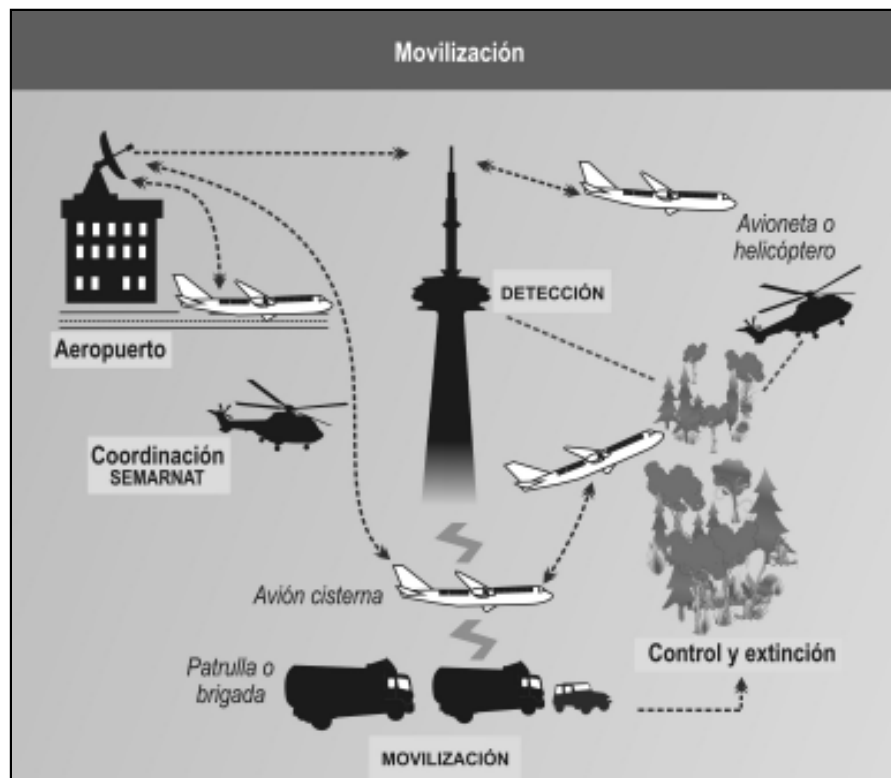 Movilización
Avioneta o
helicóptero
DETECCIÓN
Aeropuerto
Coordinación
SEMARNAT
Avión cisterna
Patrulla o
brigada
Control y extinción
MOVILIZACIÓN